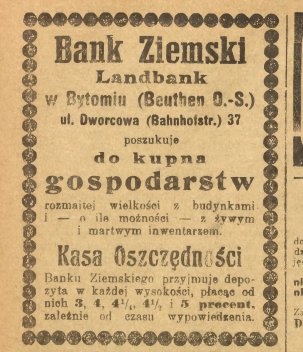 Bank Ziemski
Landbank
w Bytomiu (Beuthen O.-S.)
ul. Dworcowa (Bahnhofstr.) 37
poszukuje
do kupna
gospodarstw
rozmaitej wielkości z budynkami
i — o ile możności — z żywym
i martwym inwentarzem.
Kasa Oszczędności
Banku Ziemskiego przyjmuje depo-
zyta w każdej wysokości, płacąc od
nich 3, 4, 4¼, 4½ i 5 procent.
zależnie od czasu wypowiedzenia.